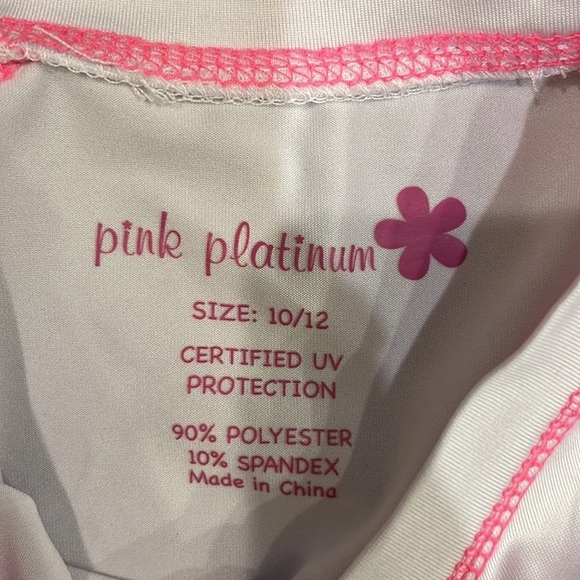 pink platinum
SIZE: 10/12
CERTIFIED UV
PROTECTION
90% POLYESTER
10% SPANDEX
Made in China